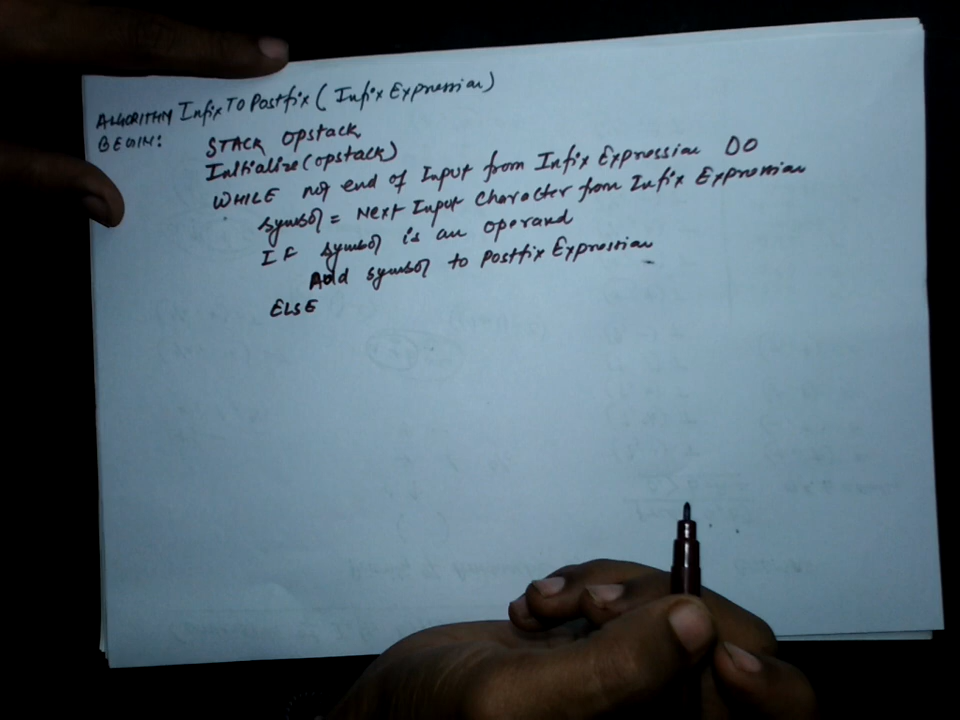 ALGORITHM Infix TO Postfix ( Infix Expression )
BEGIN:
STACK opstack
Initialize (opstack)
WHILE not end of Input from Infix Expression DO
symbol = Next Input Character from Infix Expression
IF symbol is an operand
Add symbol to Postfix Expression
ELSE